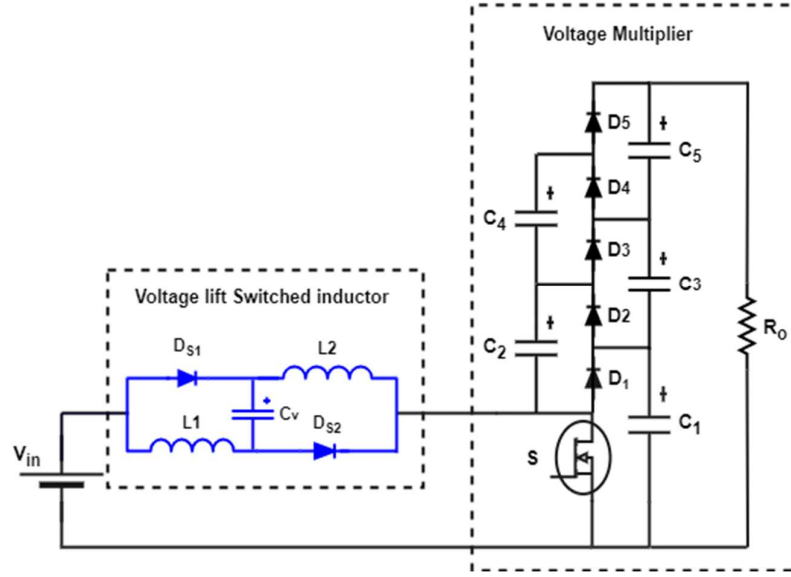 Voltage Multiplier
D5
C5
D4
C4
D3
C3
D2
C2
D1
C1
Ro
S
Voltage lift Switched inductor
DS1
L2
Cv
L1
DS2
Vin